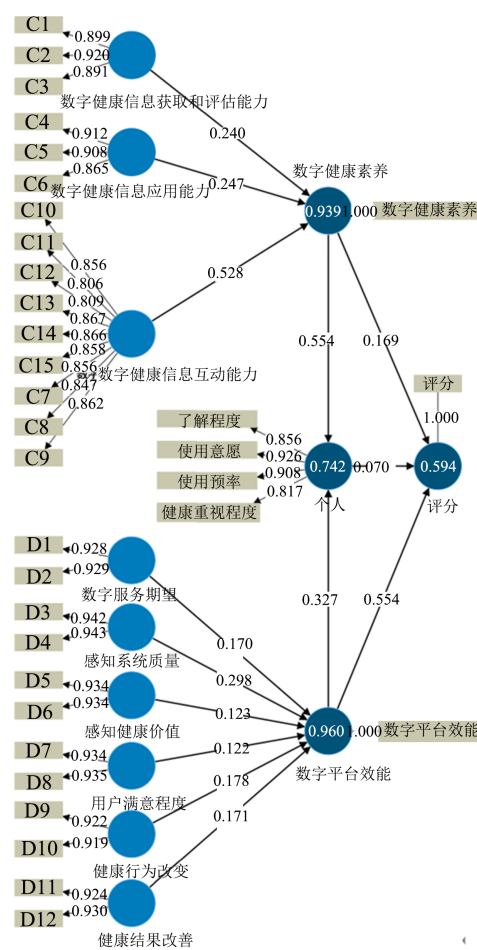 C1
0.899
C2
0.920
C3
0.891
数字健康信息获取和评估能力
0.240
C4
0.912
C5
0.908
C6
0.865
数字健康信息应用能力
0.247
数字健康素养
0.939
1.000
数字健康素养
C10
C11
0.856
C12
0.806
C13
0.809
C14
0.867
C15
0.866
C7
0.858
C8
0.856
C9
0.847
0.862
数字健康信息互动能力
0.528
0.554
0.169
评分
1.000
了解程度
0.856
使用意愿
0.926
使用预率
0.908
健康重视程度
0.817
0.742
个人
0.070
0.594
评分
D1
0.928
D2
0.929
数字服务期望
0.170
D3
0.942
D4
0.943
感知系统质量
0.298
0.327
0.554
D5
0.934
D6
0.934
感知健康价值
0.123
D7
0.934
D8
0.935
用户满意程度
0.122
0.960
.000
数字平台效能
数字平台效能
D9
0.922
D10
0.919
健康行为改变
0.178
D11
0.924
D12
0.930
健康结果改善
0.171